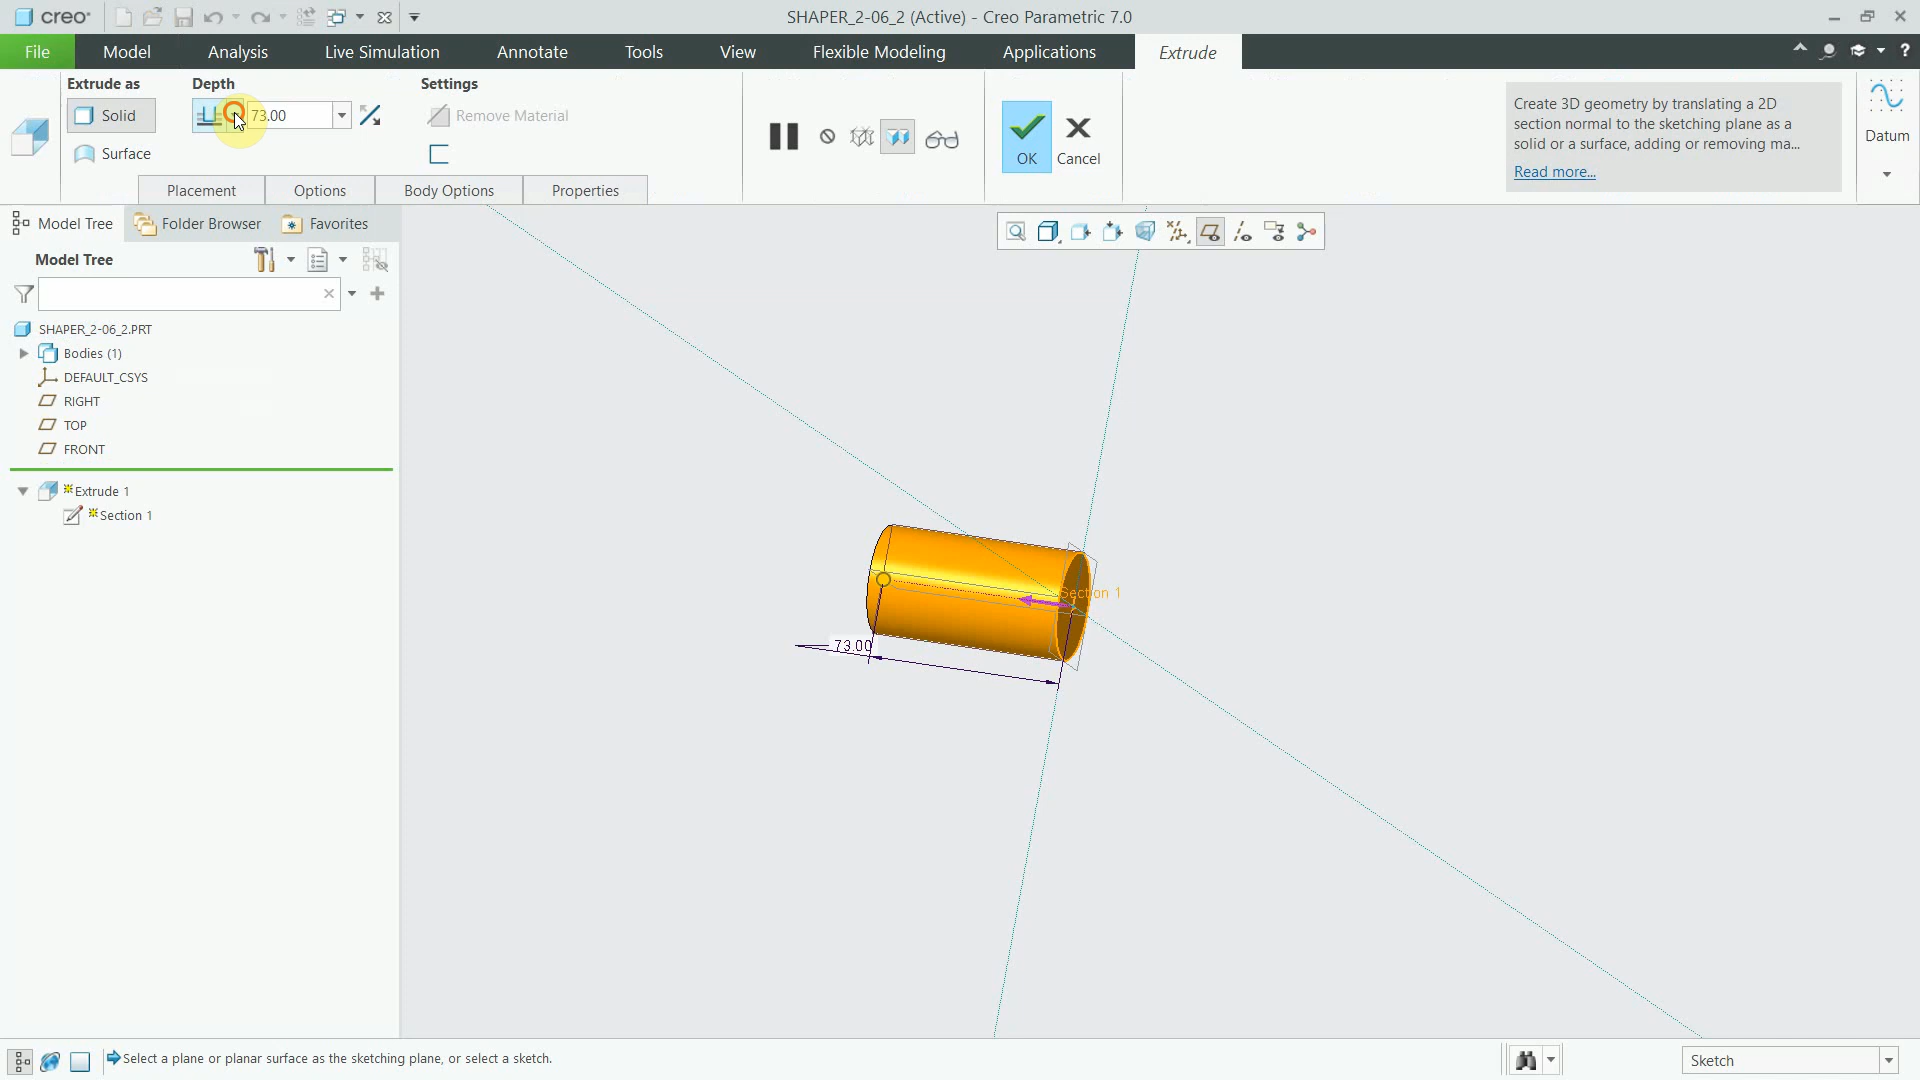 creo
SHAPER_2-06_2 (Active) - Creo Parametric 7.0
File
Model
Analysis
Live Simulation
Annotate
Tools
View
Flexible Modeling
Applications
Extrude
Extrude as
Depth
Settings
Solid
73.00
Remove Material
Surface
OK
Cancel
Create 3D geometry by translating a 2D
section normal to the sketching plane as a
solid or a surface, adding or removing ma...
Read more...
Datum
Placement
Options
Body Options
Properties
Model Tree
Folder Browser
Favorites
Model Tree
SHAPER_2-06_2.PRT
Bodies (1)
DEFAULT_CSYS
RIGHT
TOP
FRONT
Extrude 1
Section 1
Section 1
73.00
Select a plane or planar surface as the sketching plane, or select a sketch.
Sketch